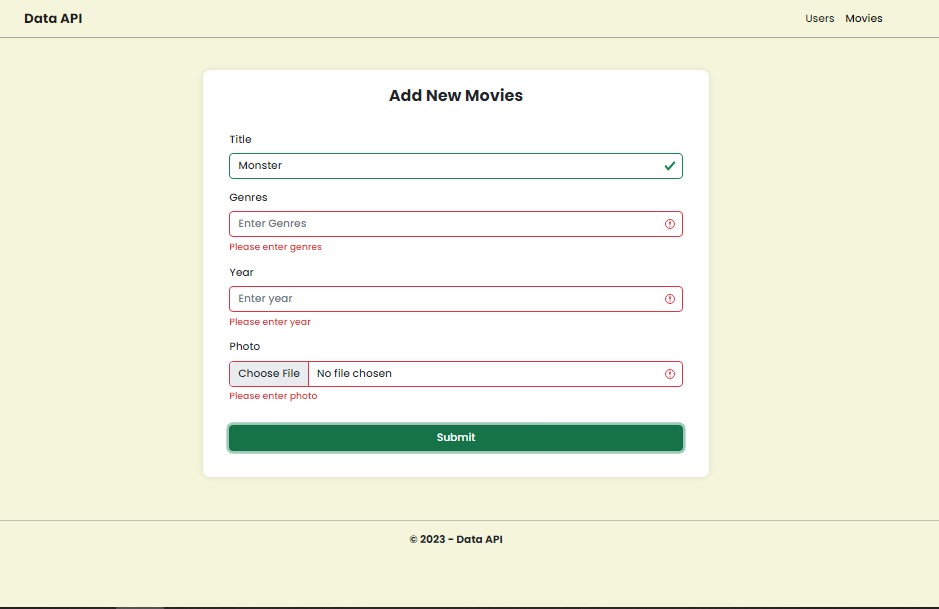 Data API
Users Movies
Add New Movies
Title
Monster
Genres
Enter Genres
Please enter genres
Year
Enter year
Please enter year
Photo
Choose File No file chosen
Please enter photo
Submit
© 2023 - Data API